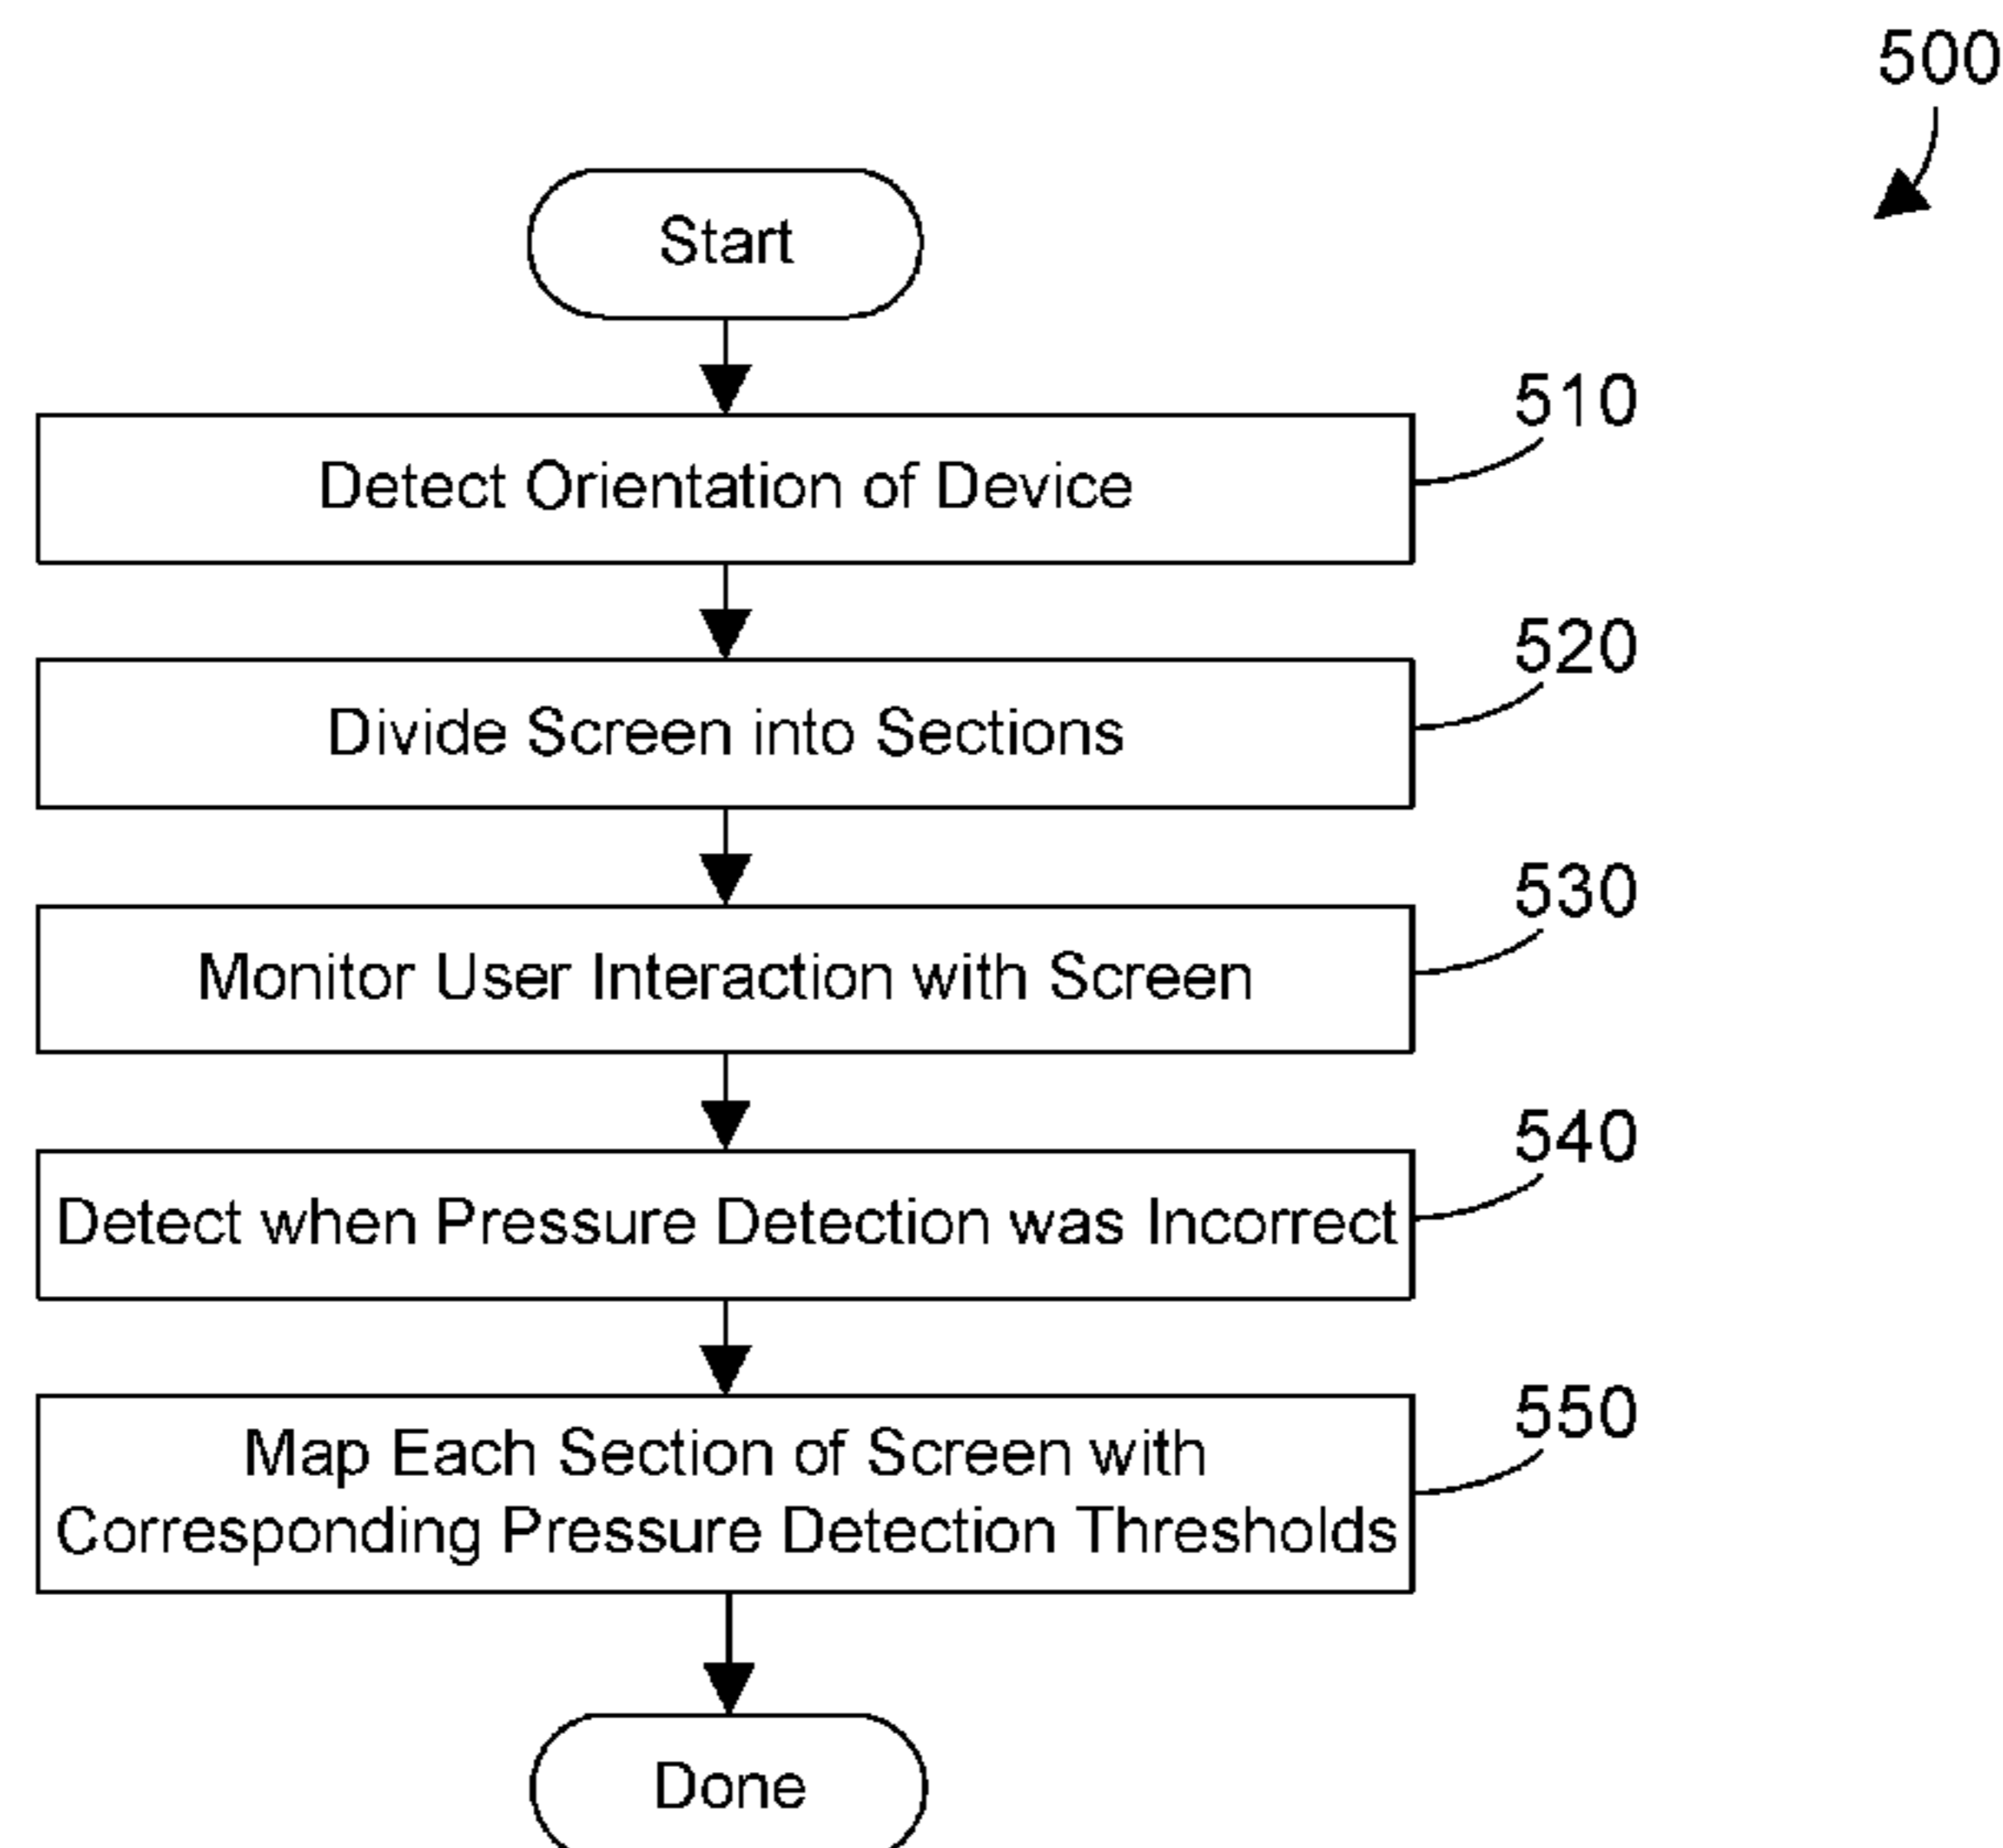 500
Start
510
Detect Orientation of Device
520
Divide Screen into Sections
530
Monitor User Interaction with Screen
540
Detect when Pressure Detection was Incorrect
550
Map Each Section of Screen with
Corresponding Pressure Detection Thresholds
Done